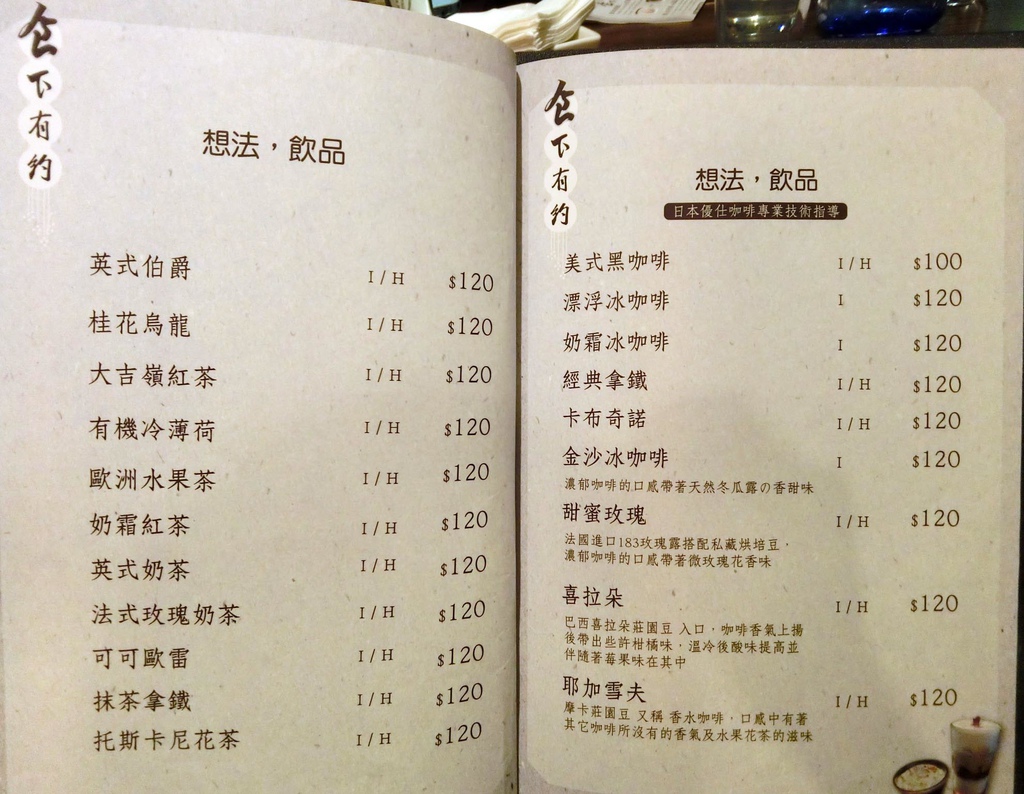 食下有約
想法，飲品
英式伯爵 I/H $120
桂花烏龍 I/H $120
大吉嶺紅茶 I/H $120
有機冷薄荷 I/H $120
歐洲水果茶 I/H $120
奶霜紅茶 I/H $120
英式奶茶 I/H $120
法式玫瑰奶茶 I/H $120
可可歐雷 I/H $120
抹茶拿鐵 I/H $120
托斯卡尼花茶 I/H $120
食下有約
想法，飲品
日本優仕咖啡專業技術指導
美式黑咖啡 I/H $100
漂浮冰咖啡 I $120
奶霜冰咖啡 I $120
經典拿鐵 I/H $120
卡布奇諾 I/H $120
金沙冰咖啡 I $120
濃郁咖啡的口感帶著天然冬瓜露の香甜味
甜蜜玫瑰 I/H $120
法國進口183玫瑰露搭配私藏烘培豆，
濃郁咖啡的口感帶著微玫瑰花香味
喜拉朵 I/H $120
巴西喜拉朵莊園豆 入口，咖啡香氣上揚
後帶出些許柑橘味，溫冷後酸味提高並
伴隨著莓果味在其中
耶加雪夫 I/H $120
摩卡莊園豆 又稱 香水咖啡，口感中有著
其它咖啡所沒有的香氣及水果花茶的滋味